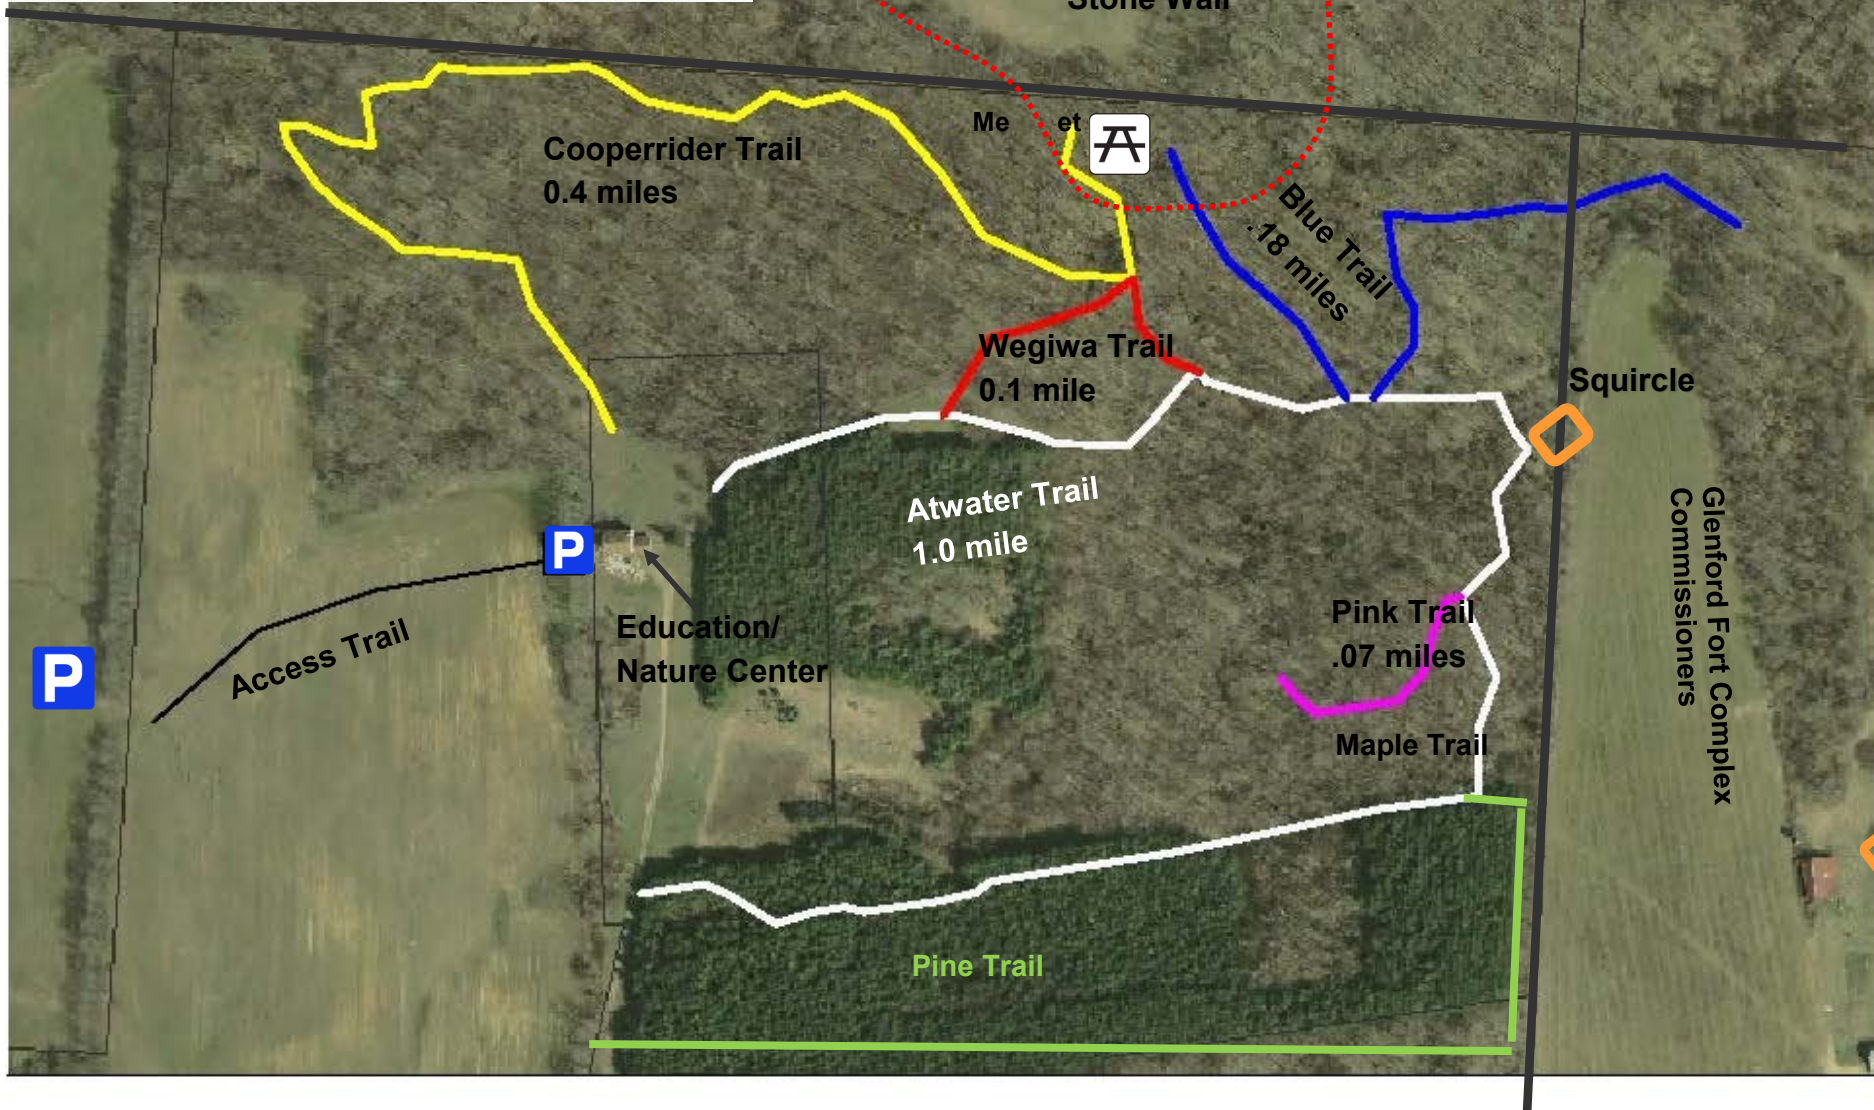 Stone Wall
Me et
Cooperrider Trail
0.4 miles
Blue Trail
.18 miles
Wegiwa Trail
0.1 mile
Squircle
Atwater Trail
1.0 mile
P
Glenford Fort Complex
Commissioners
Education/
Nature Center
Pink Trail
.07 miles
Access Trail
P
Maple Trail
Pine Trail